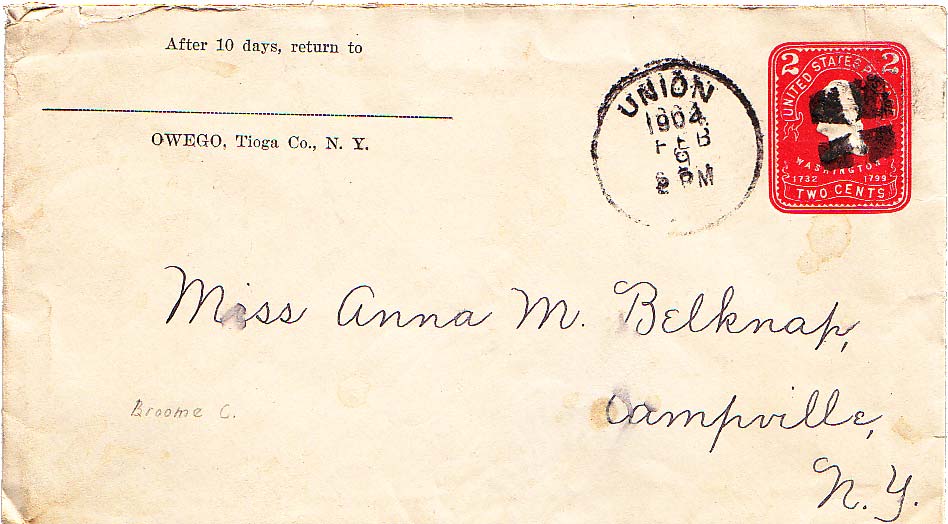 After 10 days, return to
OWEGO, Tioga Co., N. Y.
UNION
1904
FEB
2 PM
2 2
UNITED STATES
WASHINGTON
1732 1799
TWO CENTS
Miss Anna M. Belknap,
Broome C.
Campville,
N. Y.